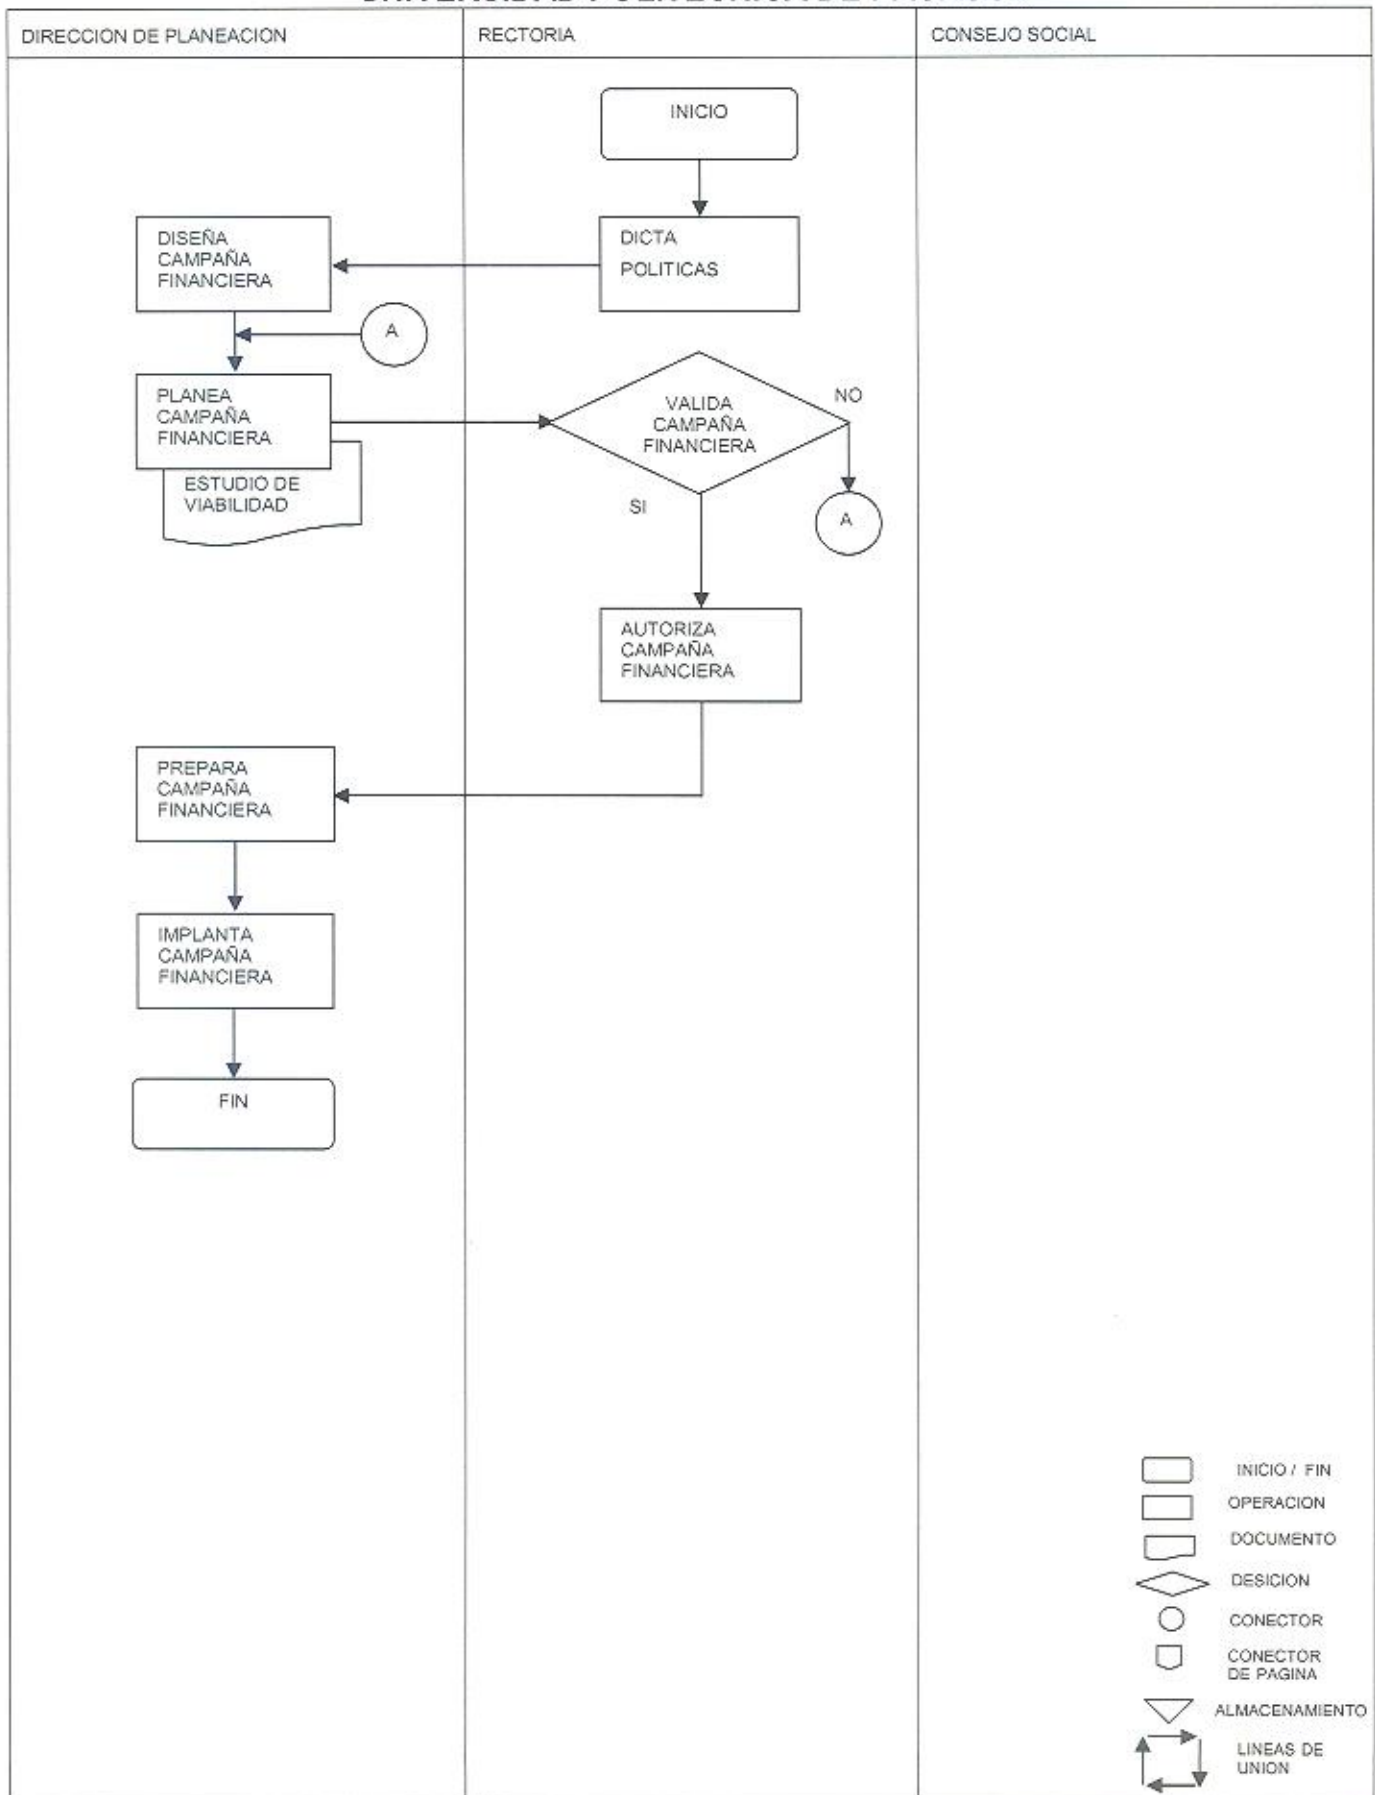 DIRECCION DE PLANEACION
RECTORIA
CONSEJO SOCIAL
INICIO
DICTA
POLITICAS
DISEÑA
CAMPAÑA
FINANCIERA
A
PLANEA
CAMPAÑA
FINANCIERA
ESTUDIO DE
VIABILIDAD
VALIDA
CAMPAÑA
FINANCIERA
NO
A
SI
AUTORIZA
CAMPAÑA
FINANCIERA
PREPARA
CAMPAÑA
FINANCIERA
IMPLANTA
CAMPAÑA
FINANCIERA
FIN
INICIO / FIN
OPERACION
DOCUMENTO
DESICION
CONECTOR
CONECTOR
DE PAGINA
ALMACENAMIENTO
LINEAS DE
UNION